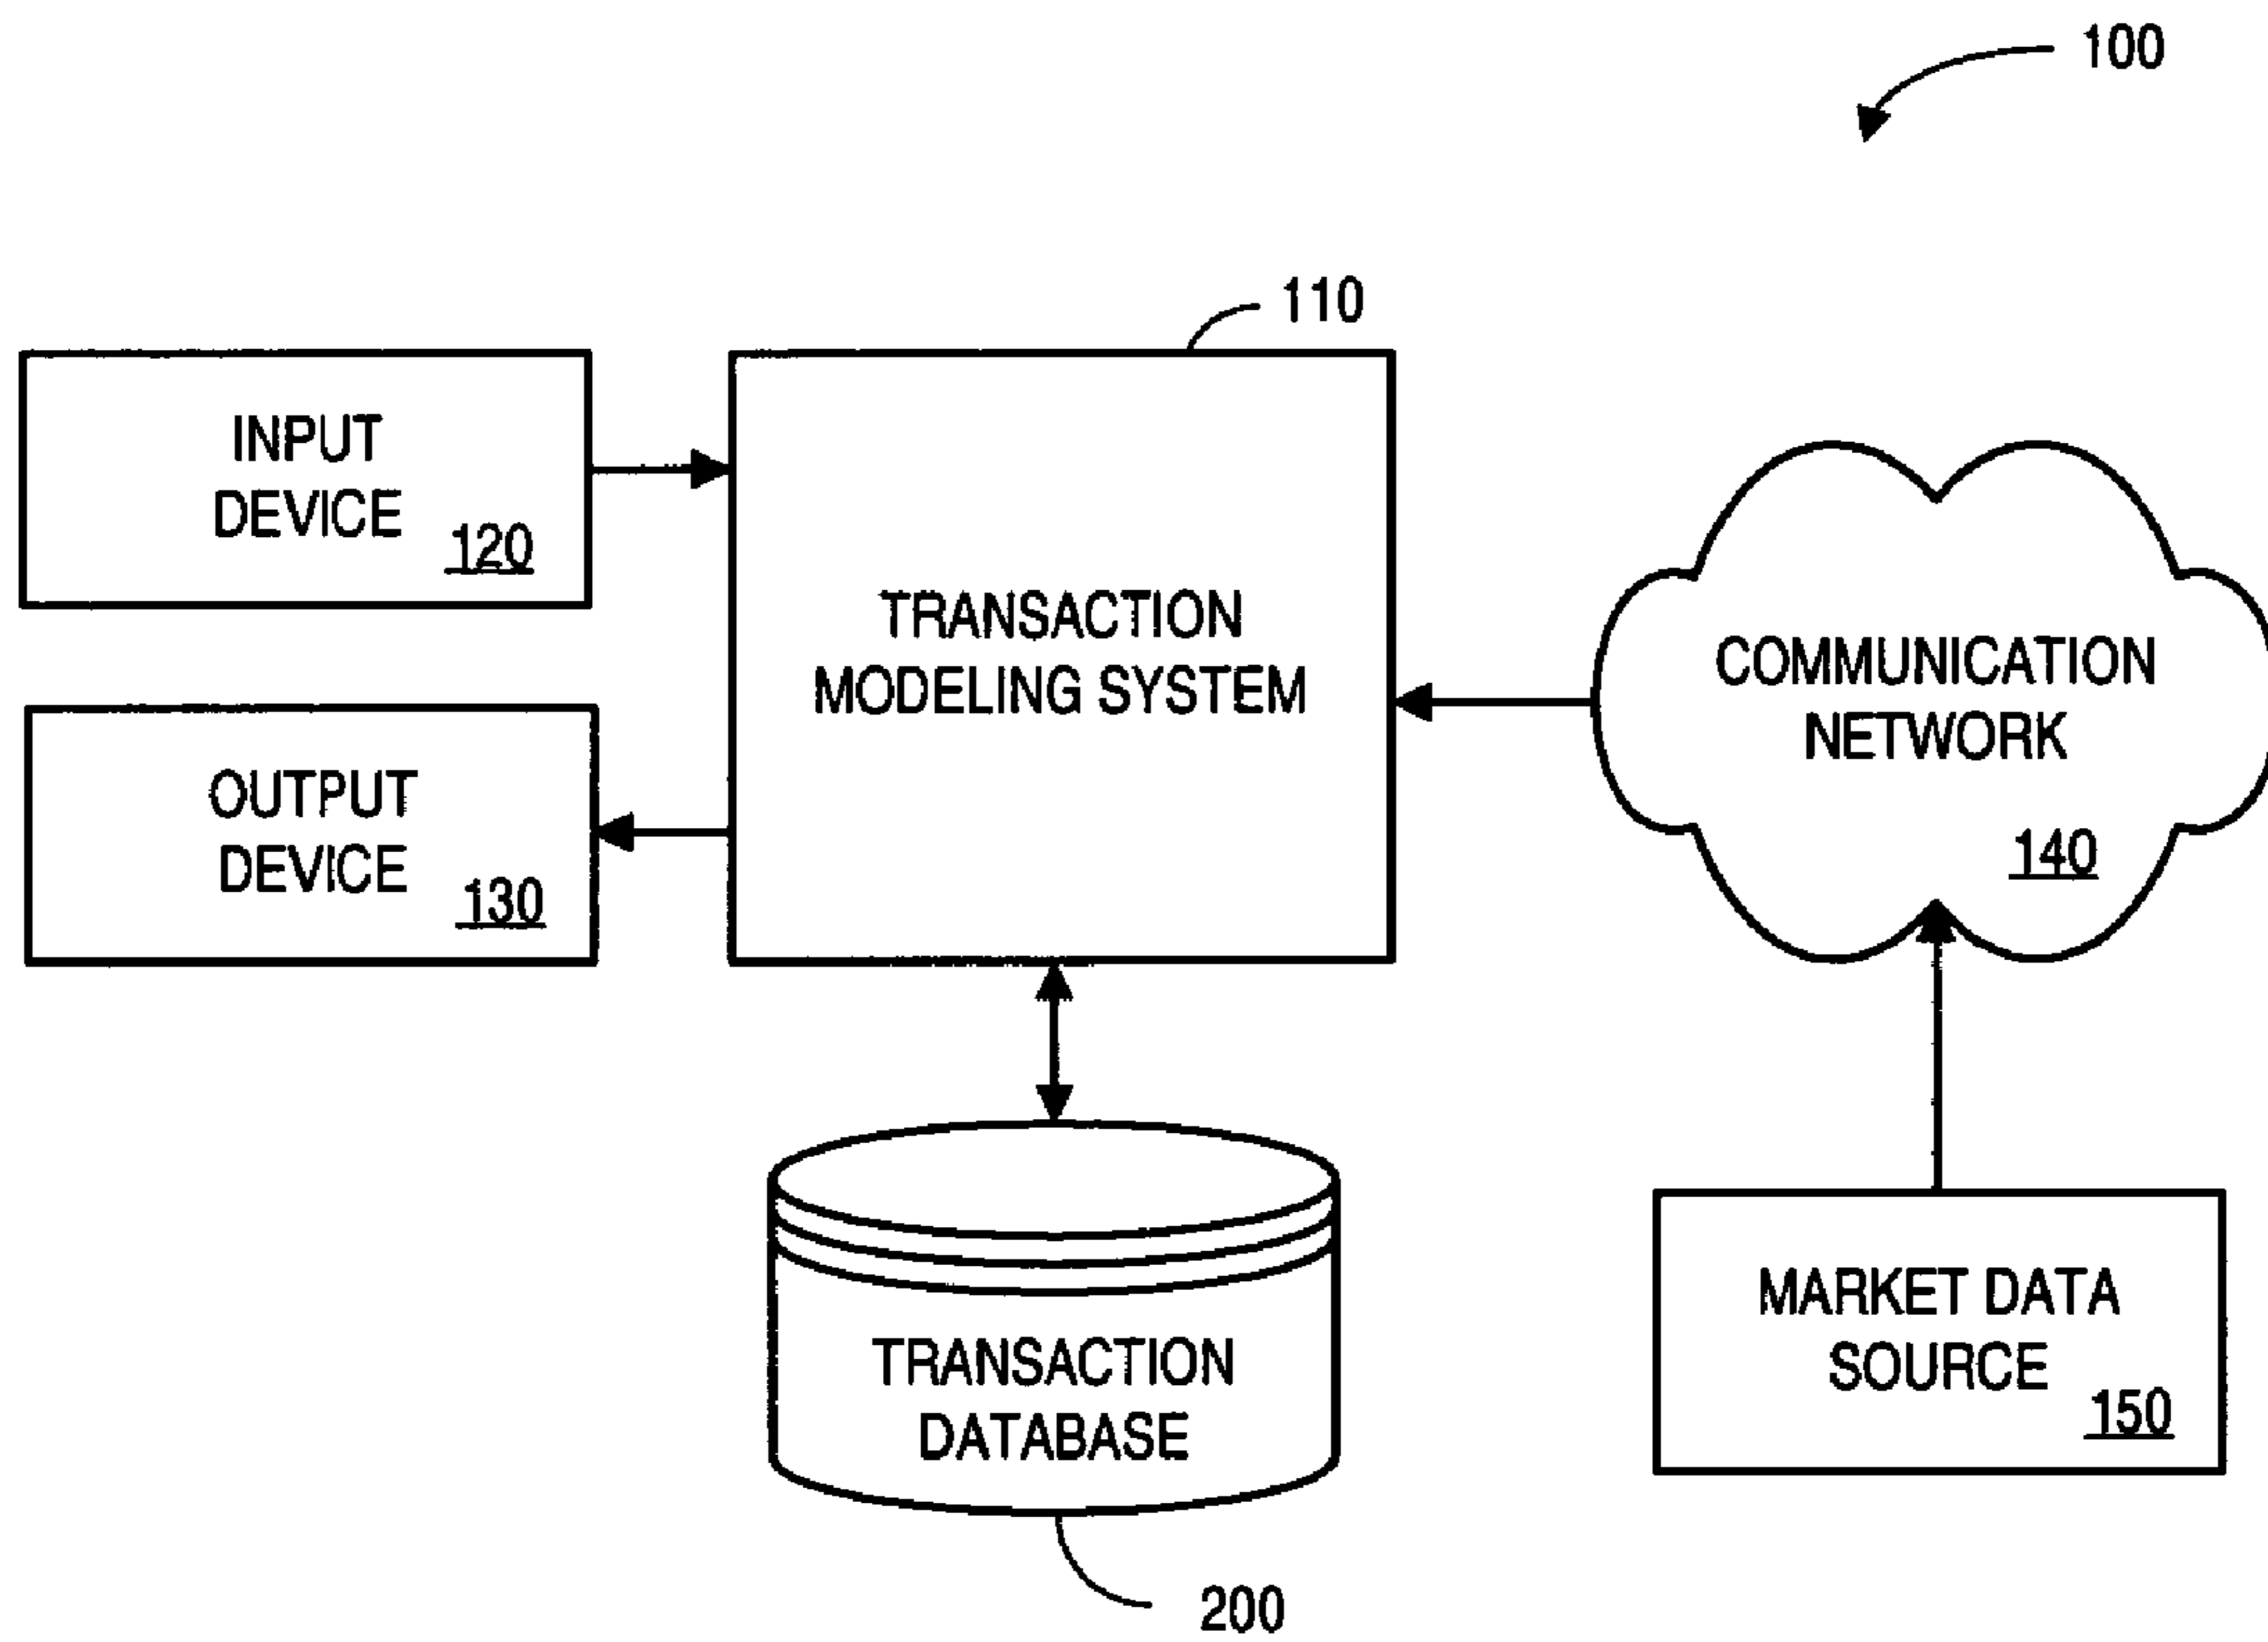 100
110
INPUT
DEVICE
120
TRANSACTION
MODELING SYSTEM
COMMUNICATION
NETWORK
140
OUTPUT
DEVICE
130
TRANSACTION
DATABASE
200
MARKET DATA
SOURCE
150